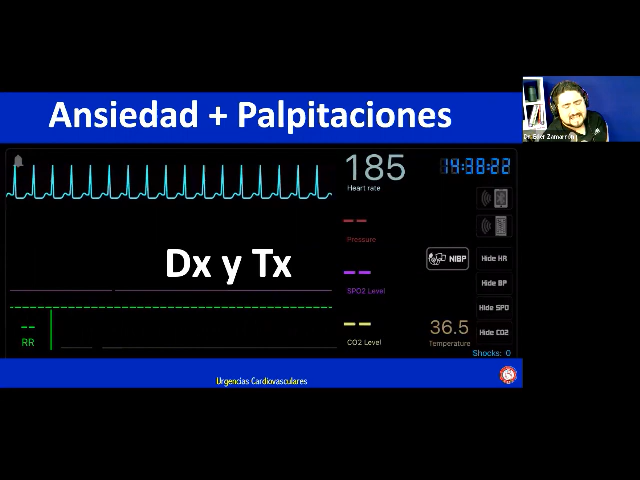 Ansiedad + Palpitaciones
185
Heart rate
14:38:22
Pressure
NIBP
Hide HR
Dx y Tx
Hide BP
SPO2 Level
Hide SPO
36.5
Temperature
Hide CO2
RR
CO2 Level
Shocks: 0
Urgencias Cardiovasculares